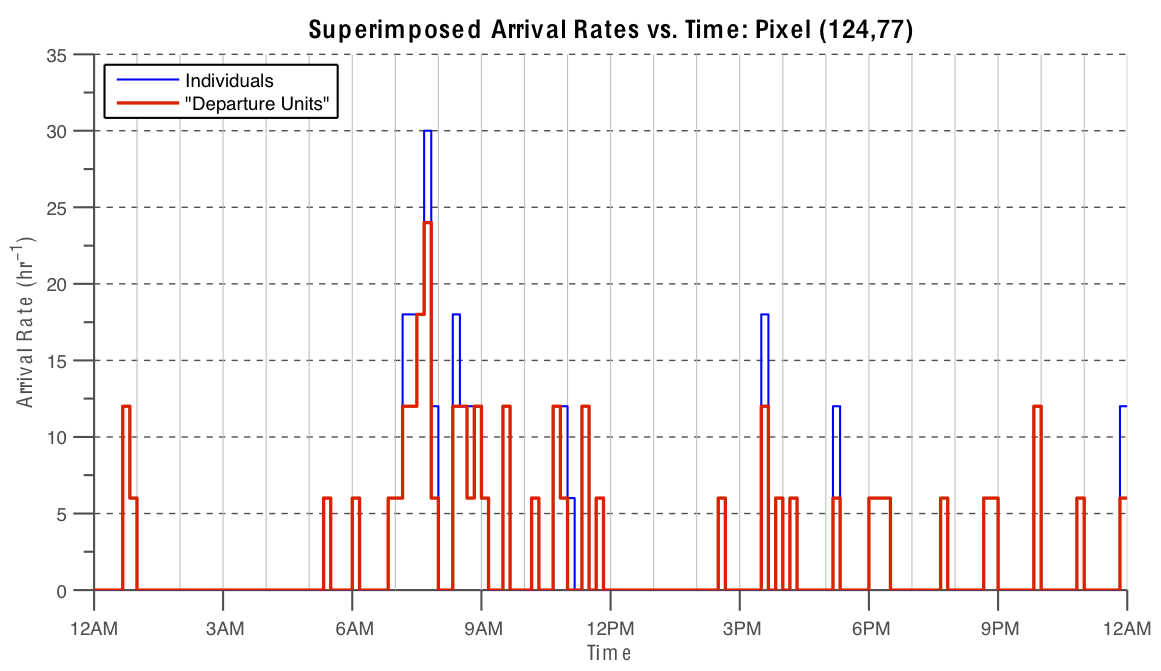 Superimposed Arrival Rates vs. Time: Pixel (124,77)
35
Individuals
"Departure Units"
30
25
20
15
10
5
0
Arrival Rate (hr⁻¹)
12AM 3AM 6AM 9AM 12PM 3PM 6PM 9PM 12AM
Time